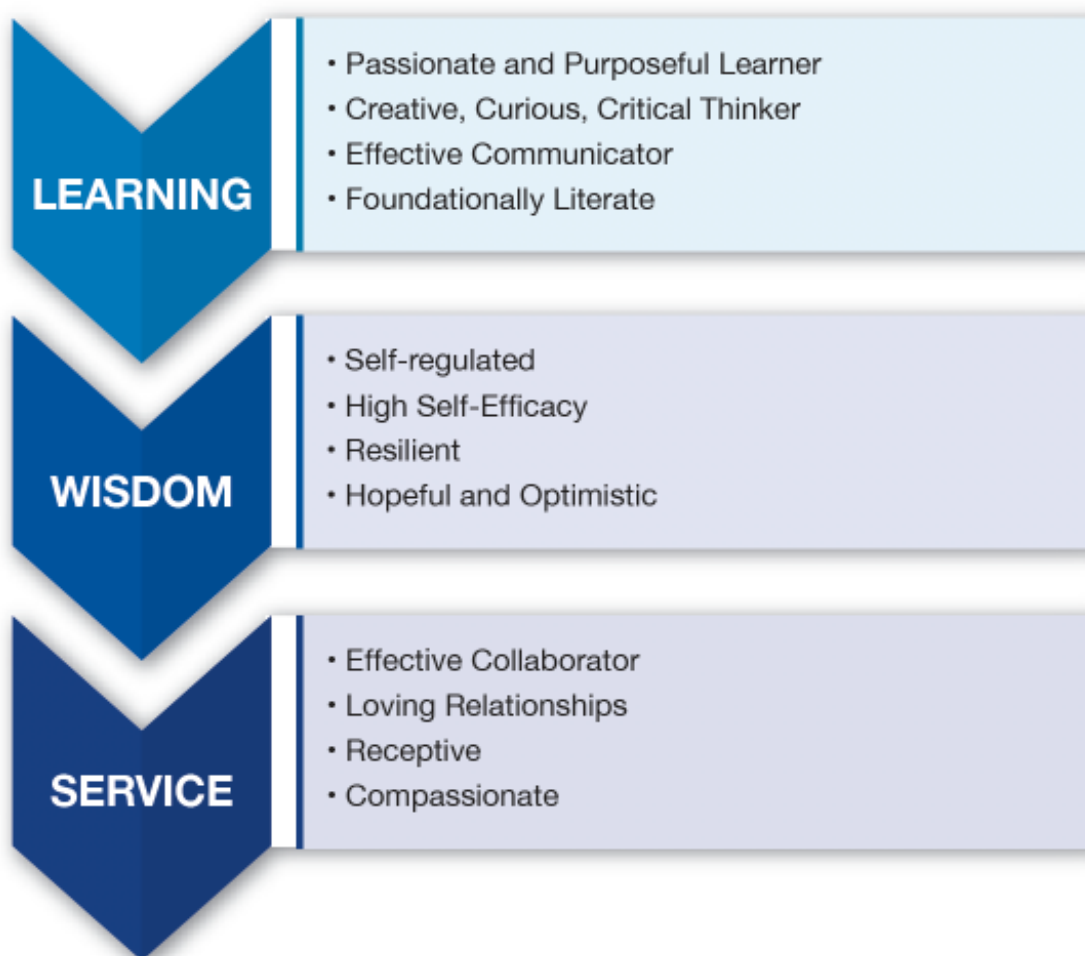 LEARNING
• Passionate and Purposeful Learner
• Creative, Curious, Critical Thinker
• Effective Communicator
• Foundationally Literate
WISDOM
• Self-regulated
• High Self-Efficacy
• Resilient
• Hopeful and Optimistic
SERVICE
• Effective Collaborator
• Loving Relationships
• Receptive
• Compassionate